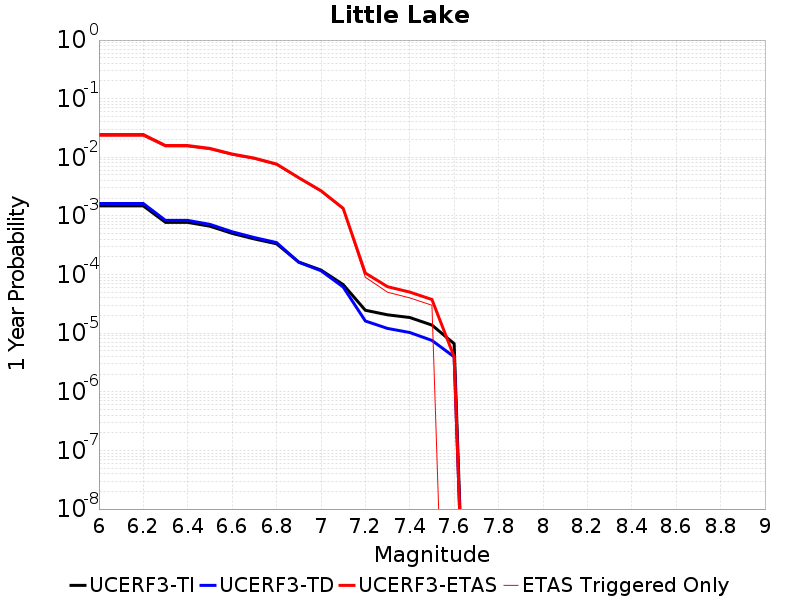 Little Lake
1 Year Probability
10^0
10^-1
10^-2
10^-3
10^-4
10^-5
10^-6
10^-7
10^-8
6 6.2 6.4 6.6 6.8 7 7.2 7.4 7.6 7.8 8 8.2 8.4 8.6 8.8 9
Magnitude
UCERF3-TI UCERF3-TD UCERF3-ETAS ETAS Triggered Only